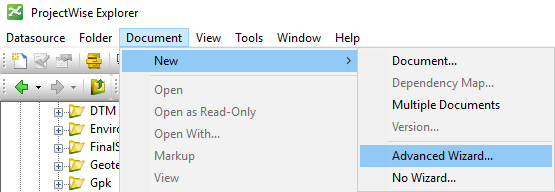 ProjectWise Explorer
Datasource Folder Document View Tools Window Help
New
Open
Open as Read-Only
Open With...
Markup
View
Document...
Dependency Map...
Multiple Documents
Version...
Advanced Wizard...
No Wizard...
DTM
Enviro
FinalS
Geote
Gpk